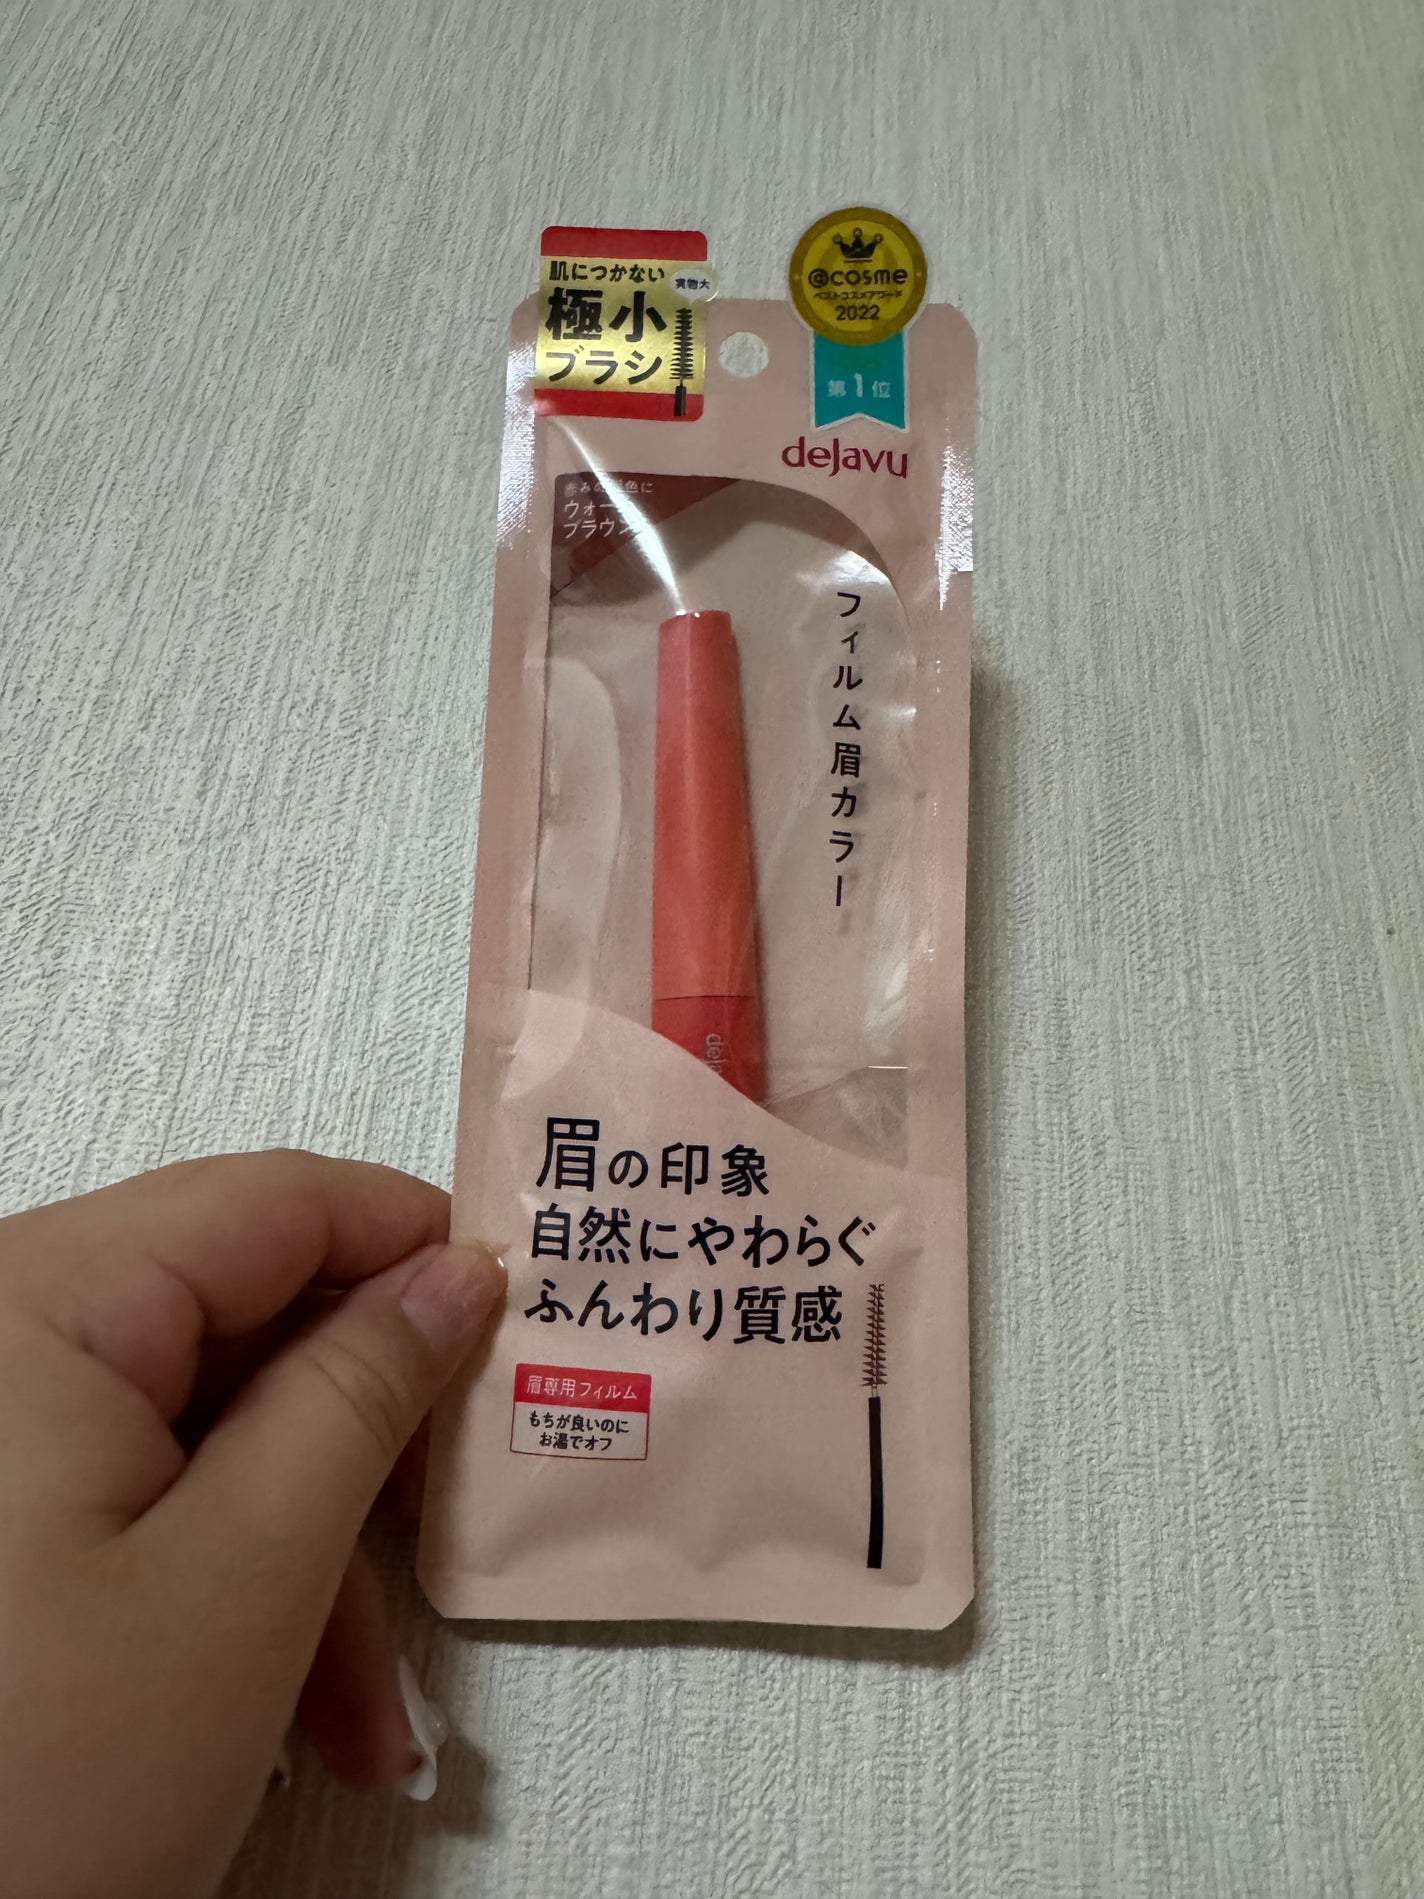 肌につかない
実物大
極小
ブラシ
@cosme
ベストコスメアワード
2022
第1位
dejavu
ブラウン
フィルム眉カラー
眉の印象
自然にやわらぐ
ふんわり質感
眉専用フィルム
もちが良いのに
お湯でオフ